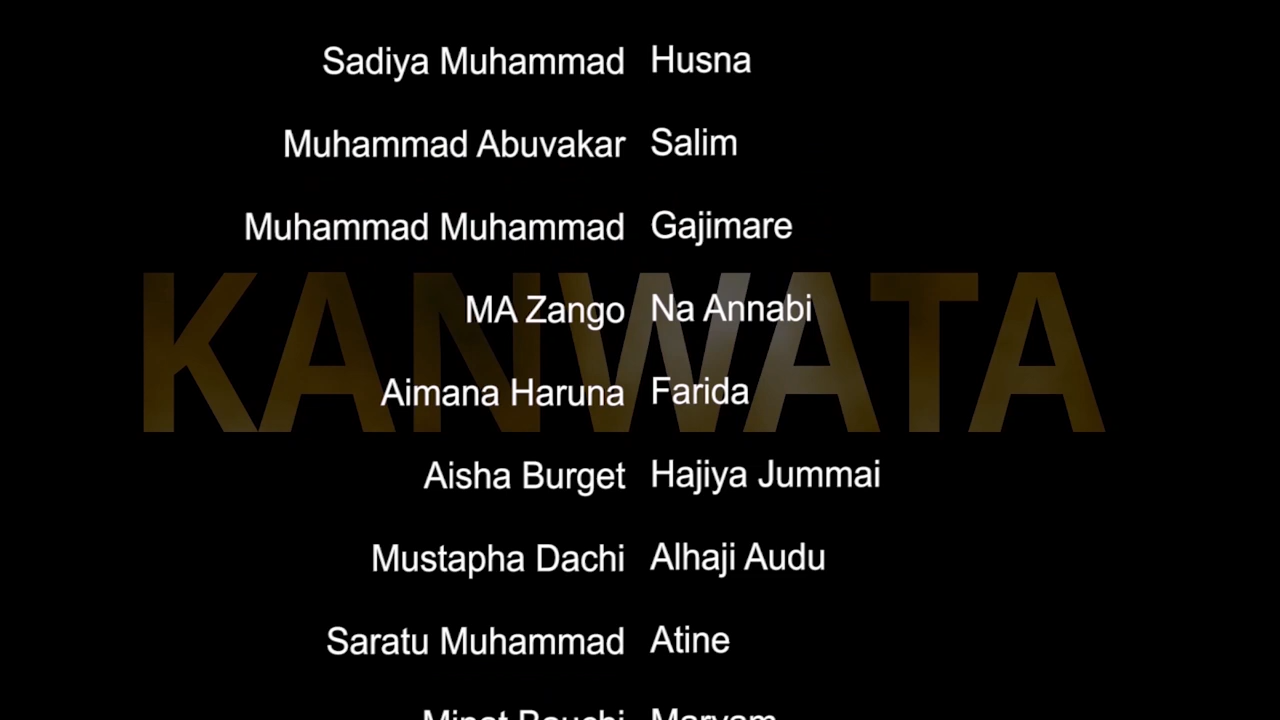 Sadiya Muhammad Husna
Muhammad Abuvakar Salim
Muhammad Muhammad Gajimare
KANWATA
MA Zango Na Annabi
Aimana Haruna Farida
Aisha Burget Hajiya Jummai
Mustapha Dachi Alhaji Audu
Saratu Muhammad Atine
Maryam